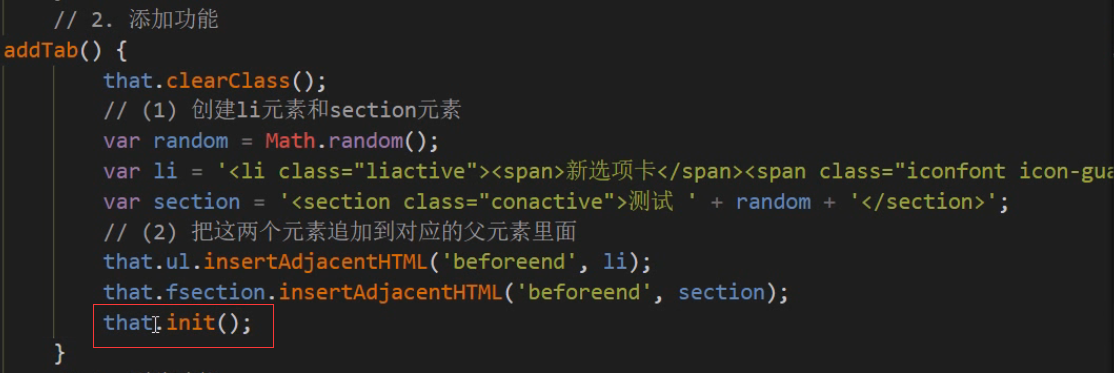 // 2. 添加功能
addTab() {
that.clearClass();
// (1) 创建li元素和section元素
var random = Math.random();
var li = '<li class="liactive"><span>新选项卡</span><span class="iconfont icon-gua
var section = '<section class="conactive">测试 ' + random + '</section>';
// (2) 把这两个元素追加到对应的父元素里面
that.ul.insertAdjacentHTML('beforeend', li);
that.fsection.insertAdjacentHTML('beforeend', section);
that.init();
}